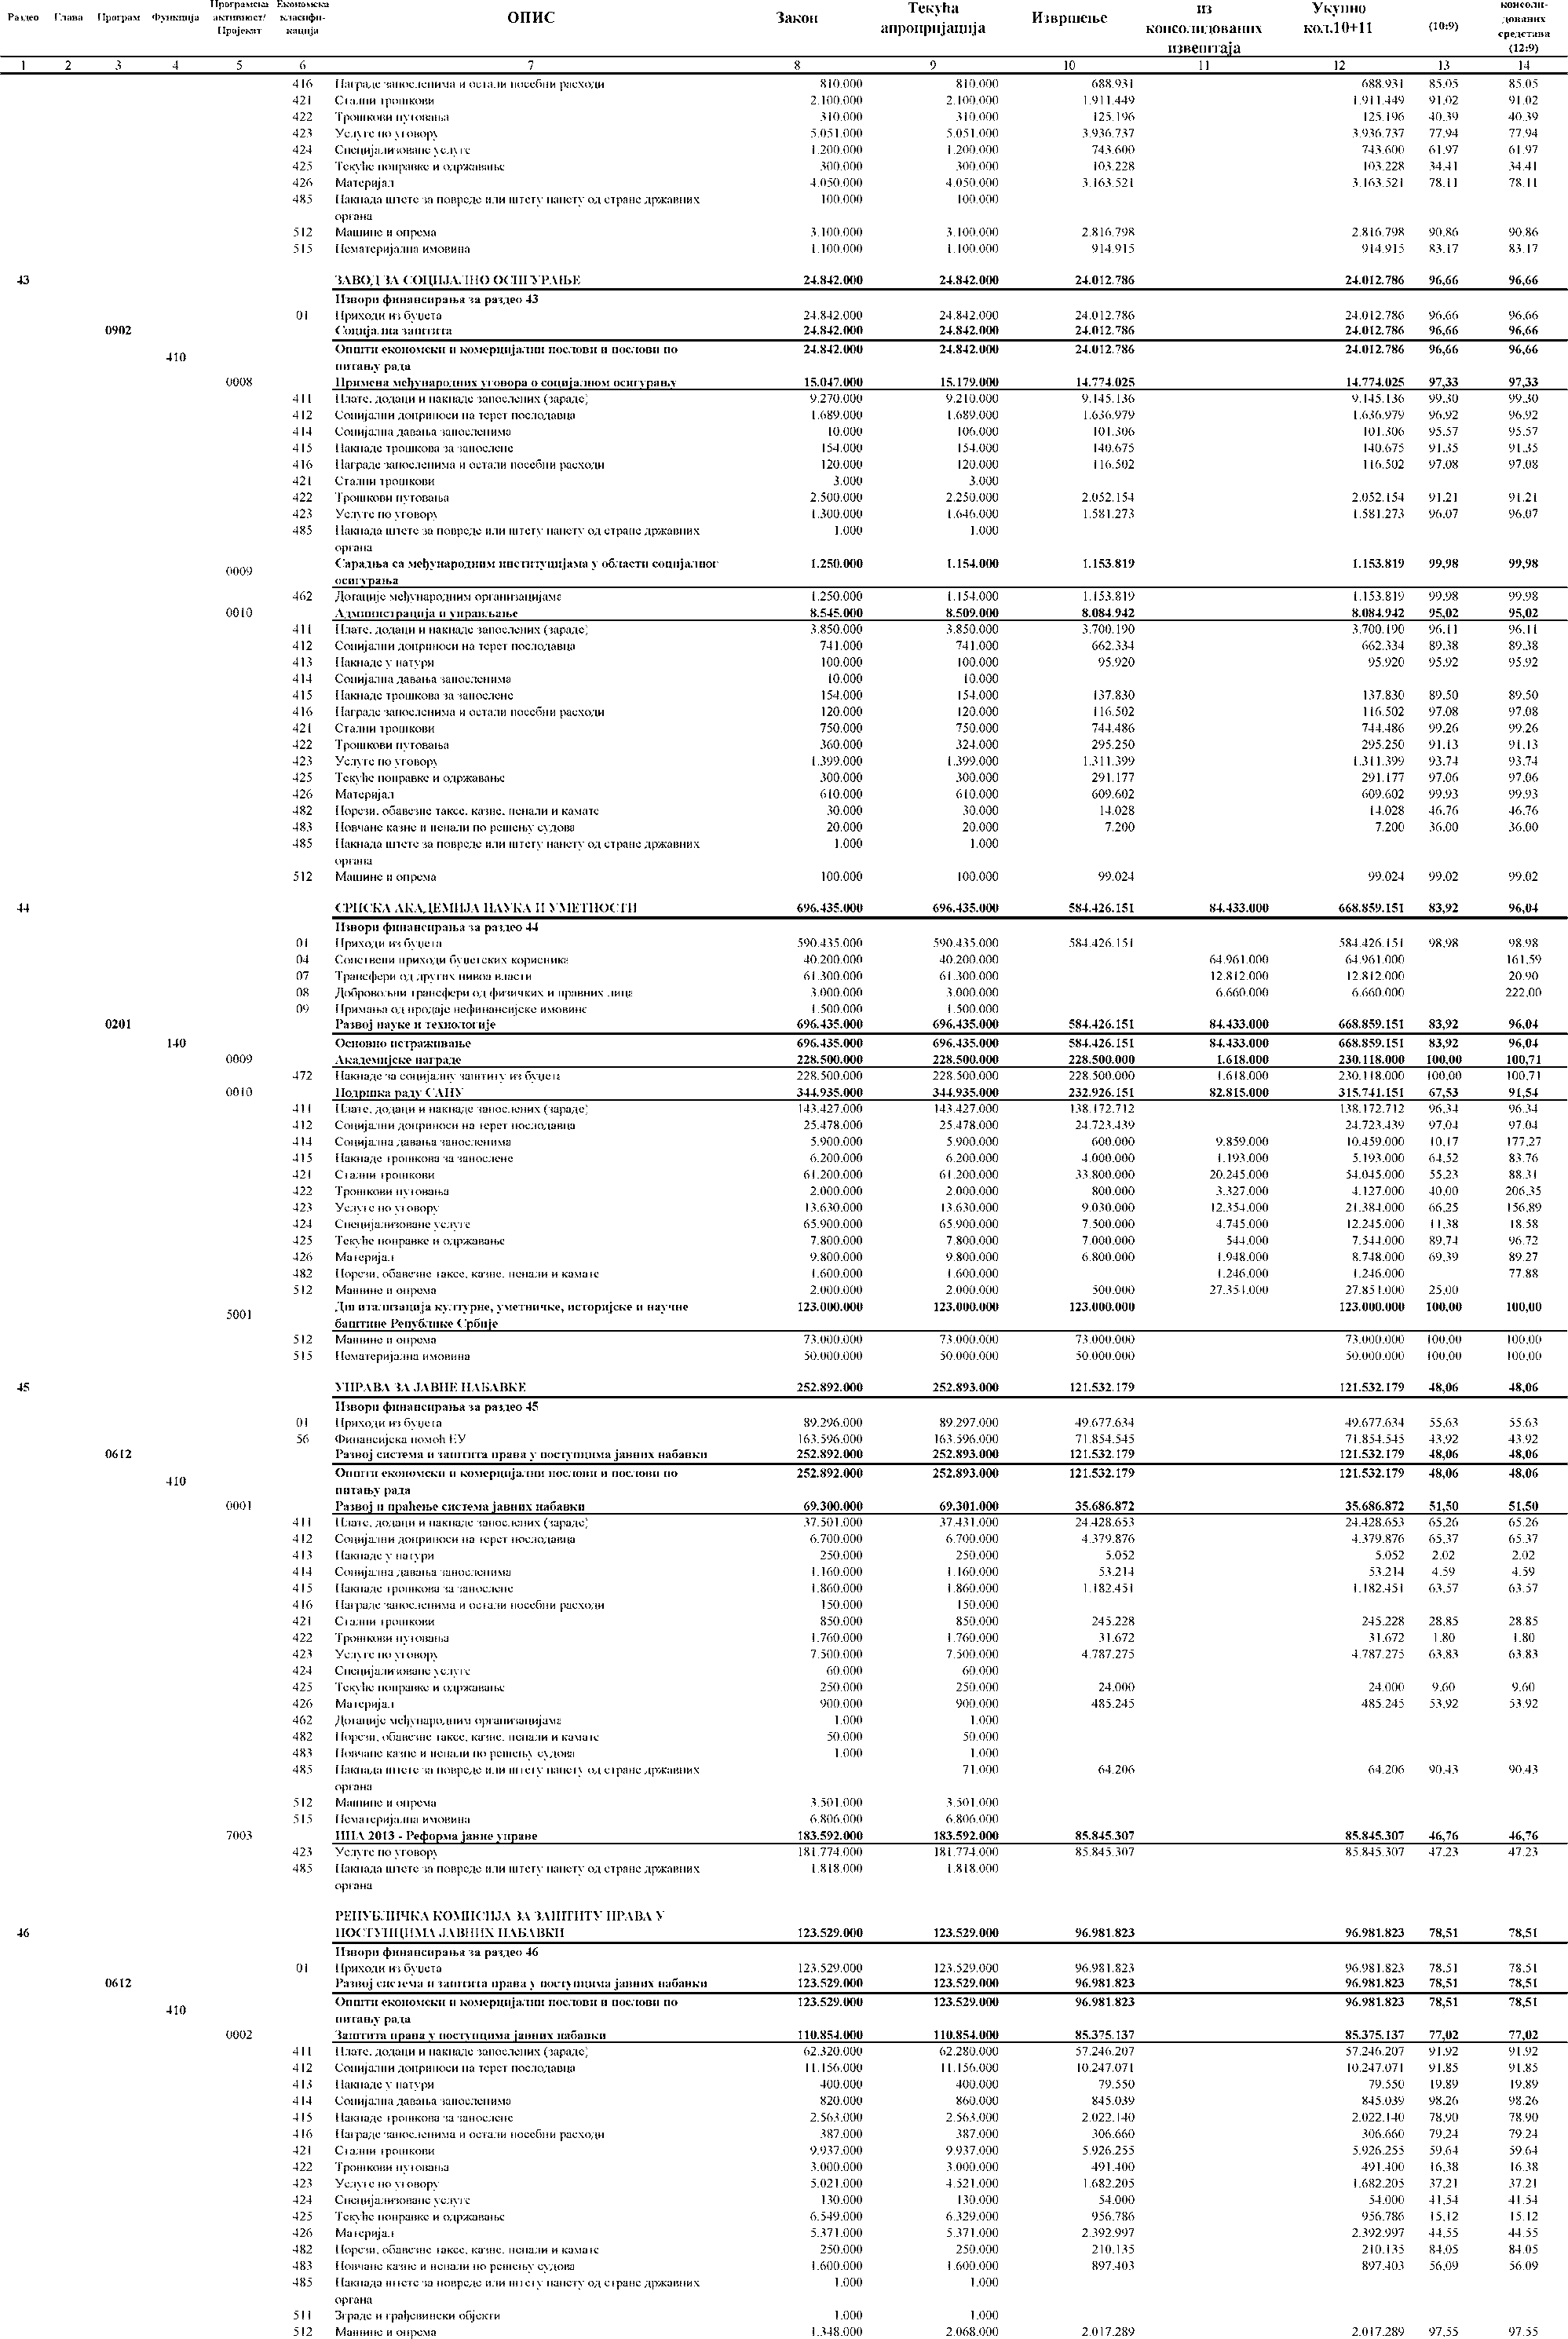 Раздео Глава Програм Функција Програмска активност/ Пројекат Економска класифи- кација ОПИС Закон Текућа апропријација Извршење из консолидованих извештаја Укупно кол.10+11 (10:9) консоли- дованих средстава (12:9)
1 2 3 4 5 6 7 8 9 10 11 12 13 14
416 Награде запосленима и остали посебни расходи 810.000 810.000 688.931 688.931 85,05 85,05
421 Стални трошкови 2.100.000 2.100.000 1.911.449 1.911.449 91,02 91,02
422 Трошкови путовања 310.000 310.000 125.196 125.196 40,39 40,39
423 Услуге по уговору 5.051.000 5.051.000 3.936.737 3.936.737 77,94 77,94
424 Специјализоване услуге 1.200.000 1.200.000 743.600 743.600 61,97 61,97
425 Текуће поправке и одржавање 300.000 300.000 103.228 103.228 34,41 34,41
426 Материјал 4.050.000 4.050.000 3.163.521 3.163.521 78,11 78,11
485 Накнада штете за повреде или штету нанету од стране државних 100.000 100.000
органа
512 Машине и опрема 3.100.000 3.100.000 2.816.798 2.816.798 90,86 90,86
515 Нематеријална имовина 1.100.000 1.100.000 914.915 914.915 83,17 83,17
43 ЗАВОД ЗА СОЦИЈАЛНО ОСИГУРАЊЕ 24.842.000 24.842.000 24.012.786 24.012.786 96,66 96,66
Извори финансирања за раздео 43
01 Приходи из буџета 24.842.000 24.842.000 24.012.786 24.012.786 96,66 96,66
0902 Социјална заштита 24.842.000 24.842.000 24.012.786 24.012.786 96,66 96,66
410 Општи економски и комерцијални послови и послови по 24.842.000 24.842.000 24.012.786 24.012.786 96,66 96,66
питању рада
0008 Примена међународних уговора о социјалном осигурању 15.047.000 15.179.000 14.774.025 14.774.025 97,33 97,33
411 Плате, додаци и накнаде запослених (зараде) 9.270.000 9.210.000 9.145.136 9.145.136 99,30 99,30
412 Социјални доприноси на терет послодавца 1.689.000 1.689.000 1.636.979 1.636.979 96,92 96,92
414 Социјална давања запосленима 10.000 106.000 101.306 101.306 95,57 95,57
415 Накнаде трошкова за запослене 154.000 154.000 140.675 140.675 91,35 91,35
416 Награде запосленима и остали посебни расходи 120.000 120.000 116.502 116.502 97,08 97,08
421 Стални трошкови 3.000 3.000
422 Трошкови путовања 2.500.000 2.250.000 2.052.154 2.052.154 91,21 91,21
423 Услуге по уговору 1.300.000 1.646.000 1.581.273 1.581.273 96,07 96,07
485 Накнада штете за повреде или штету нанету од стране државних 1.000 1.000
органа
0009 Сарадња са међународним институцијама у области социјалног 1.250.000 1.154.000 1.153.819 1.153.819 99,98 99,98
осигурања
462 Дотације међународним организацијама 1.250.000 1.154.000 1.153.819 1.153.819 99,98 99,98
0010 Администрација и управљање 8.545.000 8.509.000 8.084.942 8.084.942 95,02 95,02
411 Плате, додаци и накнаде запослених (зараде) 3.850.000 3.850.000 3.700.190 3.700.190 96,11 96,11
412 Социјални доприноси на терет послодавца 741.000 741.000 662.334 662.334 89,38 89,38
413 Накнаде у натури 100.000 100.000 95.920 95.920 95,92 95,92
414 Социјална давања запосленима 10.000 10.000
415 Накнаде трошкова за запослене 154.000 154.000 137.830 137.830 89,50 89,50
416 Награде запосленима и остали посебни расходи 120.000 120.000 116.502 116.502 97,08 97,08
421 Стални трошкови 750.000 750.000 744.486 744.486 99,26 99,26
422 Трошкови путовања 360.000 324.000 295.250 295.250 91,13 91,13
423 Услуге по уговору 1.399.000 1.399.000 1.311.399 1.311.399 93,74 93,74
425 Текуће поправке и одржавање 300.000 300.000 291.177 291.177 97,06 97,06
426 Материјал 610.000 610.000 609.602 609.602 99,93 99,93
482 Порези, обавезне таксе, казне, пенали и камате 30.000 30.000 14.028 14.028 46,76 46,76
483 Новчане казне и пенали по решењу судова 20.000 20.000 7.200 7.200 36,00 36,00
485 Накнада штете за повреде или штету нанету од стране државних 1.000 1.000
органа
512 Машине и опрема 100.000 100.000 99.024 99.024 99,02 99,02
44 СРПСКА АКАДЕМИЈА НАУКА И УМЕТНОСТИ 696.435.000 696.435.000 584.426.151 84.433.000 668.859.151 83,92 96,04
Извори финансирања за раздео 44
01 Приходи из буџета 590.435.000 590.435.000 584.426.151 584.426.151 98,98 98,98
04 Сопствени приходи буџетских корисника 40.200.000 40.200.000 64.961.000 64.961.000 161,59
07 Трансфери од других нивоа власти 61.300.000 61.300.000 12.812.000 12.812.000 20,90
08 Добровољни трансфери од физичких и правних лица 3.000.000 3.000.000 6.660.000 6.660.000 222,00
09 Примања од продаје нефинансијске имовине 1.500.000 1.500.000
0201 Развој науке и технологије 696.435.000 696.435.000 584.426.151 84.433.000 668.859.151 83,92 96,04
140 Основно истраживање 696.435.000 696.435.000 584.426.151 84.433.000 668.859.151 83,92 96,04
0009 Академијске награде 228.500.000 228.500.000 228.500.000 1.618.000 230.118.000 100,00 100,71
472 Накнаде за социјалну заштиту из буџета 228.500.000 228.500.000 228.500.000 1.618.000 230.118.000 100,00 100,71
0010 Подршка раду САНУ 344.935.000 344.935.000 232.926.151 82.815.000 315.741.151 67,53 91,54
411 Плате, додаци и накнаде запослених (зараде) 143.427.000 143.427.000 138.172.712 138.172.712 96,34 96,34
412 Социјални доприноси на терет послодавца 25.478.000 25.478.000 24.723.439 24.723.439 97,04 97,04
414 Социјална давања запосленима 5.900.000 5.900.000 600.000 9.859.000 10.459.000 10,17 177,27
415 Накнаде трошкова за запослене 6.200.000 6.200.000 4.000.000 1.193.000 5.193.000 64,52 83,76
421 Стални трошкови 61.200.000 61.200.000 33.800.000 20.245.000 54.045.000 55,23 88,31
422 Трошкови путовања 2.000.000 2.000.000 800.000 3.327.000 4.127.000 40,00 206,35
423 Услуге по уговору 13.630.000 13.630.000 9.030.000 12.354.000 21.384.000 66,25 156,89
424 Специјализоване услуге 65.900.000 65.900.000 7.500.000 4.745.000 12.245.000 11,38 18,58
425 Текуће поправке и одржавање 7.800.000 7.800.000 7.000.000 544.000 7.544.000 89,74 96,72
426 Материјал 9.800.000 9.800.000 6.800.000 1.948.000 8.748.000 69,39 89,27
482 Порези, обавезне таксе, казне, пенали и камате 1.600.000 1.600.000 1.246.000 1.246.000 77,88
512 Машине и опрема 2.000.000 2.000.000 500.000 27.351.000 27.851.000 25,00
5001 Дигитализација културне, уметничке, историјске и научне 123.000.000 123.000.000 123.000.000 123.000.000 100,00 100,00
баштине Републике Србије
512 Машине и опрема 73.000.000 73.000.000 73.000.000 73.000.000 100,00 100,00
515 Нематеријална имовина 50.000.000 50.000.000 50.000.000 50.000.000 100,00 100,00
45 УПРАВА ЗА ЈАВНЕ НАБАВКЕ 252.892.000 252.893.000 121.532.179 121.532.179 48,06 48,06
Извори финансирања за раздео 45
01 Приходи из буџета 89.296.000 89.297.000 49.677.634 49.677.634 55,63 55,63
56 Финансијска помоћ ЕУ 163.596.000 163.596.000 71.854.545 71.854.545 43,92 43,92
0612 Развој система и заштита права у поступцима јавних набавки 252.892.000 252.893.000 121.532.179 121.532.179 48,06 48,06
410 Општи економски и комерцијални послови и послови по 252.892.000 252.893.000 121.532.179 121.532.179 48,06 48,06
питању рада
0001 Развој и праћење система јавних набавки 69.300.000 69.301.000 35.686.872 35.686.872 51,50 51,50
411 Плате, додаци и накнаде запослених (зараде) 37.501.000 37.431.000 24.428.653 24.428.653 65,26 65,26
412 Социјални доприноси на терет послодавца 6.700.000 6.700.000 4.379.876 4.379.876 65,37 65,37
413 Накнаде у натури 250.000 250.000 5.052 5.052 2,02 2,02
414 Социјална давања запосленима 1.160.000 1.160.000 53.214 53.214 4,59 4,59
415 Накнаде трошкова за запослене 1.860.000 1.860.000 1.182.451 1.182.451 63,57 63,57
416 Награде запосленима и остали посебни расходи 150.000 150.000
421 Стални трошкови 850.000 850.000 245.228 245.228 28,85 28,85
422 Трошкови путовања 1.760.000 1.760.000 31.672 31.672 1,80 1,80
423 Услуге по уговору 7.500.000 7.500.000 4.787.275 4.787.275 63,83 63,83
424 Специјализоване услуге 60.000 60.000
425 Текуће поправке и одржавање 250.000 250.000 24.000 24.000 9,60 9,60
426 Материјал 900.000 900.000 485.245 485.245 53,92 53,92
462 Дотације међународним организацијама 1.000 1.000
482 Порези, обавезне таксе, казне, пенали и камате 50.000 50.000
483 Новчане казне и пенали по решењу судова 1.000 1.000
485 Накнада штете за повреде или штету нанету од стране државних 71.000 64.206 64.206 90,43 90,43
органа
512 Машине и опрема 3.501.000 3.501.000
515 Нематеријална имовина 6.806.000 6.806.000
7003 ИПА 2013 - Реформа јавне управе 183.592.000 183.592.000 85.845.307 85.845.307 46,76 46,76
423 Услуге по уговору 181.774.000 181.774.000 85.845.307 85.845.307 47,23 47,23
485 Накнада штете за повреде или штету нанету од стране државних 1.818.000 1.818.000
органа
РЕПУБЛИЧКА КОМИСИЈА ЗА ЗАШТИТУ ПРАВА У
46 ПОСТУПЦИМА ЈАВНИХ НАБАВКИ 123.529.000 123.529.000 96.981.823 96.981.823 78,51 78,51
Извори финансирања за раздео 46
01 Приходи из буџета 123.529.000 123.529.000 96.981.823 96.981.823 78,51 78,51
0612 Развој система и заштита права у поступцима јавних набавки 123.529.000 123.529.000 96.981.823 96.981.823 78,51 78,51
410 Општи економски и комерцијални послови и послови по 123.529.000 123.529.000 96.981.823 96.981.823 78,51 78,51
питању рада
0002 Заштита права у поступцима јавних набавки 110.854.000 110.854.000 85.375.137 85.375.137 77,02 77,02
411 Плате, додаци и накнаде запослених (зараде) 62.320.000 62.280.000 57.246.207 57.246.207 91,92 91,92
412 Социјални доприноси на терет послодавца 11.156.000 11.156.000 10.247.071 10.247.071 91,85 91,85
413 Накнаде у натури 400.000 400.000 79.550 79.550 19,89 19,89
414 Социјална давања запосленима 820.000 860.000 845.039 845.039 98,26 98,26
415 Накнаде трошкова за запослене 2.563.000 2.563.000 2.022.140 2.022.140 78,90 78,90
416 Награде запосленима и остали посебни расходи 387.000 387.000 306.660 306.660 79,24 79,24
421 Стални трошкови 9.937.000 9.937.000 5.926.255 5.926.255 59,64 59,64
422 Трошкови путовања 3.000.000 3.000.000 491.400 491.400 16,38 16,38
423 Услуге по уговору 5.021.000 4.521.000 1.682.205 1.682.205 37,21 37,21
424 Специјализоване услуге 130.000 130.000 54.000 54.000 41,54 41,54
425 Текуће поправке и одржавање 6.549.000 6.329.000 956.786 956.786 15,12 15,12
426 Материјал 5.371.000 5.371.000 2.392.997 2.392.997 44,55 44,55
482 Порези, обавезне таксе, казне, пенали и камате 250.000 250.000 210.135 210.135 84,05 84,05
483 Новчане казне и пенали по решењу судова 1.600.000 1.600.000 897.403 897.403 56,09 56,09
485 Накнада штете за повреде или штету нанету од стране државних 1.000 1.000
органа
511 Зграде и грађевински објекти 1.000 1.000
512 Машине и опрема 1.348.000 2.068.000 2.017.289 2.017.289 97,55 97,55